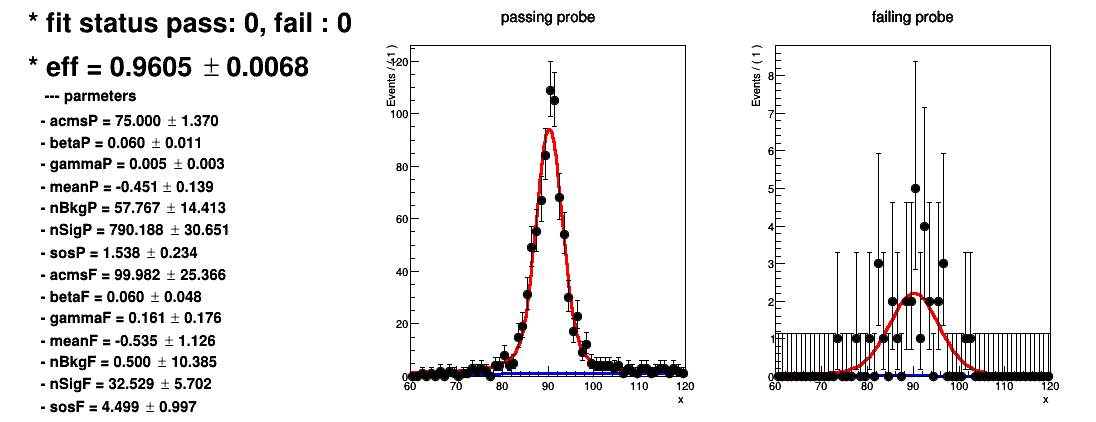 * fit status pass: 0, fail : 0
* eff = 0.9605 ± 0.0068
--- parmeters
- acmsP = 75.000 ± 1.370
- betaP = 0.060 ± 0.011
- gammaP = 0.005 ± 0.003
- meanP = -0.451 ± 0.139
- nBkgP = 57.767 ± 14.413
- nSigP = 790.188 ± 30.651
- sosP = 1.538 ± 0.234
- acmsF = 99.982 ± 25.366
- betaF = 0.060 ± 0.048
- gammaF = 0.161 ± 0.176
- meanF = -0.535 ± 1.126
- nBkgF = 0.500 ± 10.385
- nSigF = 32.529 ± 5.702
- sosF = 4.499 ± 0.997
passing probe
Events / ( 1 )
120
100
80
60
40
20
0
60 70 80 90 100 110 120
x
failing probe
Events / ( 1 )
8
7
6
5
4
3
2
1
0
60 70 80 90 100 110 120
x